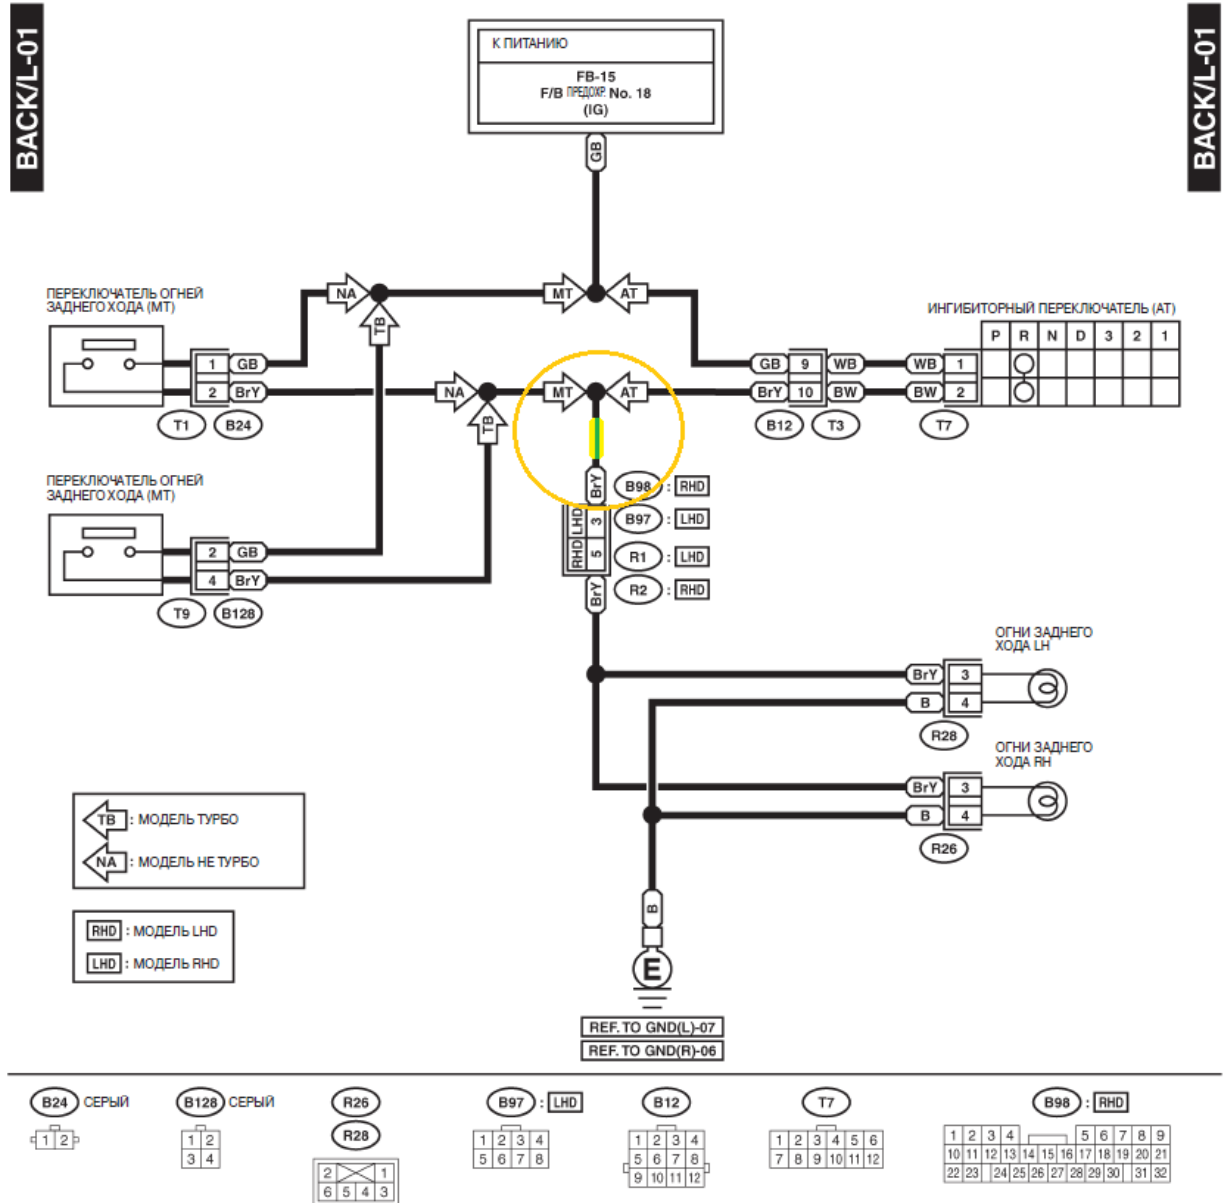 BACK/L-01
BACK/L-01
К ПИТАНИЮ
FB-15
F/B ПРЕДОХР. No. 18
(IG)
GB
ПЕРЕКЛЮЧАТЕЛЬ ОГНЕЙ
ЗАДНЕГО ХОДА (MT)
NA
MT
AT
TB
ИНГИБИТОРНЫЙ ПЕРЕКЛЮЧАТЕЛЬ (AT)
P R N D 3 2 1
1 GB
GB 9 WB
WB 1
2 BrY
NA
MT
AT
BrY 10 BW
BW 2
T1 B24
TB
B12 T3
T7
ПЕРЕКЛЮЧАТЕЛЬ ОГНЕЙ
ЗАДНЕГО ХОДА (MT)
BrY
B98 : RHD
LHD 3
B97 : LHD
RHD 5
R1 : LHD
2 GB
4 BrY
BrY
R2 : RHD
T9 B128
ОГНИ ЗАДНЕГО
ХОДА LH
BrY 3
B 4
R28
ОГНИ ЗАДНЕГО
ХОДА RH
BrY 3
B 4
R26
TB : МОДЕЛЬ ТУРБО
NA : МОДЕЛЬ НЕ ТУРБО
B
RHD : МОДЕЛЬ LHD
LHD : МОДЕЛЬ RHD
E
REF. TO GND(L)-07
REF. TO GND(R)-06
B24 СЕРЫЙ
1 2
B128 СЕРЫЙ
1 2
3 4
R26
R28
2 1
6 5 4 3
B97 : LHD
1 2 3 4
5 6 7 8
B12
1 2 3 4
5 6 7 8
9 10 11 12
T7
1 2 3 4 5 6
7 8 9 10 11 12
B98 : RHD
1 2 3 4 5 6 7 8 9
10 11 12 13 14 15 16 17 18 19 20 21
22 23 24 25 26 27 28 29 30 31 32